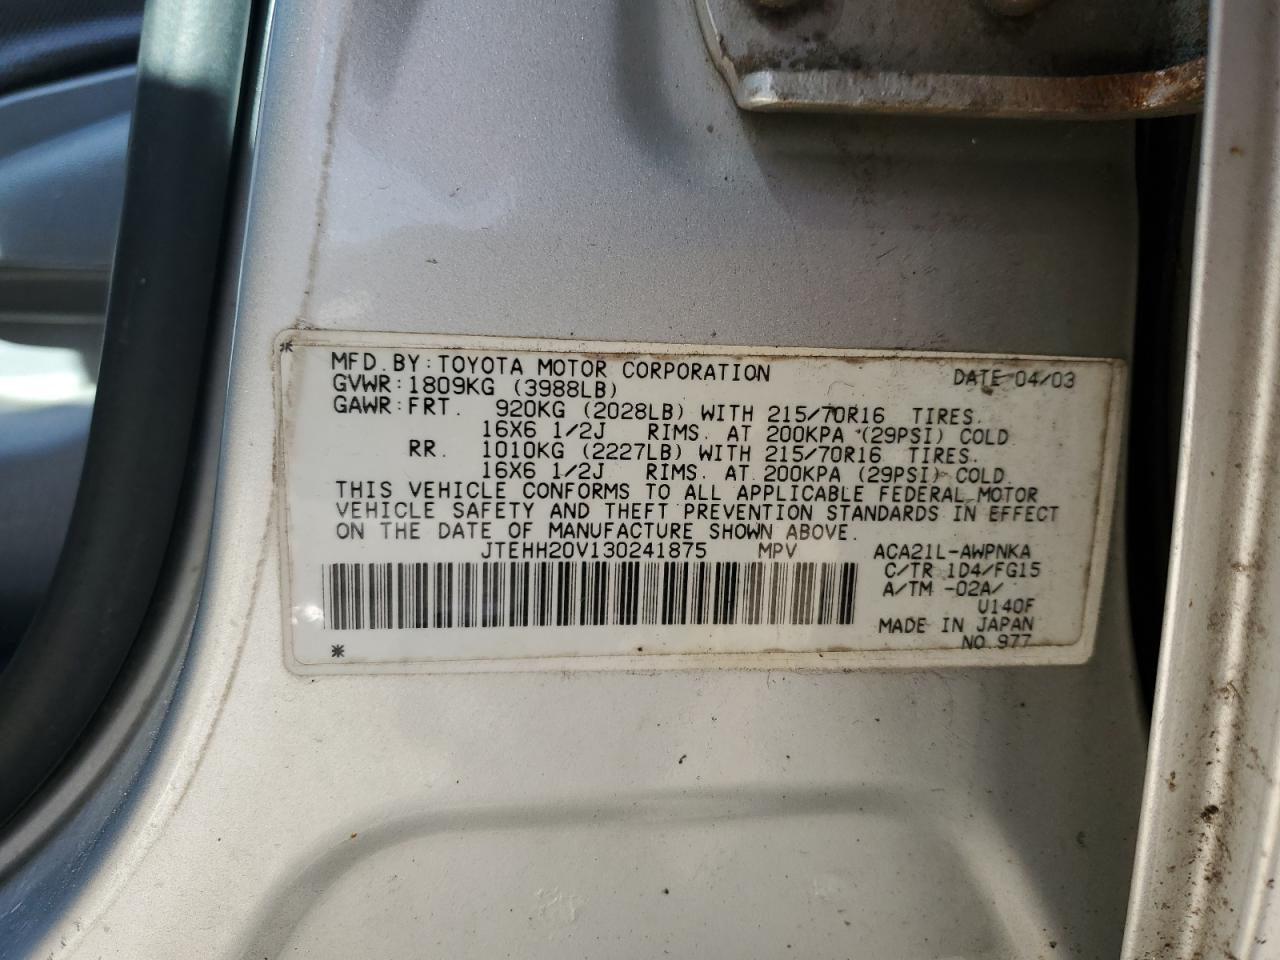 MFD. BY: TOYOTA MOTOR CORPORATION DATE 04/03
GVWR: 1809KG (3988LB)
GAWR: FRT. 920KG (2028LB) WITH 215/70R16 TIRES.
16X6 1/2J RIMS. AT 200KPA (29PSI) COLD.
RR. 1010KG (2227LB) WITH 215/70R16 TIRES.
16X6 1/2J RIMS. AT 200KPA (29PSI) COLD.
THIS VEHICLE CONFORMS TO ALL APPLICABLE FEDERAL MOTOR
VEHICLE SAFETY AND THEFT PREVENTION STANDARDS IN EFFECT
ON THE DATE OF MANUFACTURE SHOWN ABOVE.
JTEHH20V130241875 MPV ACA21L-AWPNKA
C/TR 1D4/FG15
A/TM -02A/
U140F
MADE IN JAPAN
NO.977